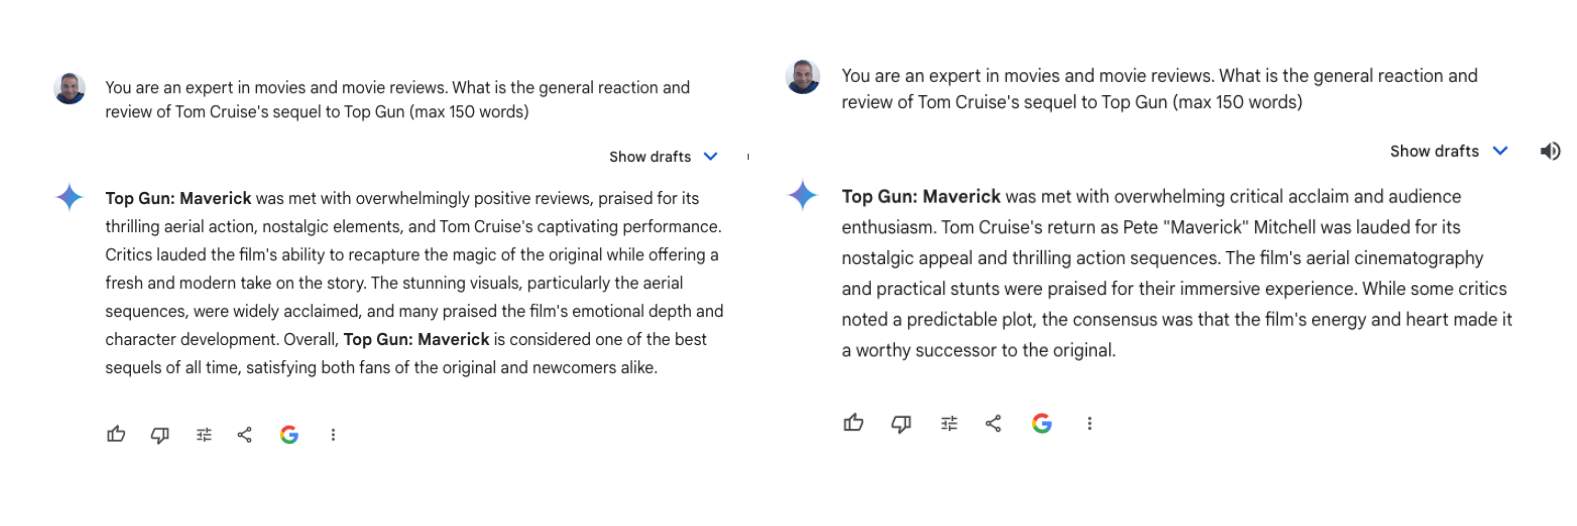 You are an expert in movies and movie reviews. What is the general reaction and
review of Tom Cruise's sequel to Top Gun (max 150 words)
Show drafts
Top Gun: Maverick was met with overwhelmingly positive reviews, praised for its
thrilling aerial action, nostalgic elements, and Tom Cruise's captivating performance.
Critics lauded the film's ability to recapture the magic of the original while offering a
fresh and modern take on the story. The stunning visuals, particularly the aerial
sequences, were widely acclaimed, and many praised the film's emotional depth and
character development. Overall, Top Gun: Maverick is considered one of the best
sequels of all time, satisfying both fans of the original and newcomers alike.
You are an expert in movies and movie reviews. What is the general reaction and
review of Tom Cruise's sequel to Top Gun (max 150 words)
Show drafts
Top Gun: Maverick was met with overwhelming critical acclaim and audience
enthusiasm. Tom Cruise's return as Pete "Maverick" Mitchell was lauded for its
nostalgic appeal and thrilling action sequences. The film's aerial cinematography
and practical stunts were praised for their immersive experience. While some critics
noted a predictable plot, the consensus was that the film's energy and heart made it
a worthy successor to the original.